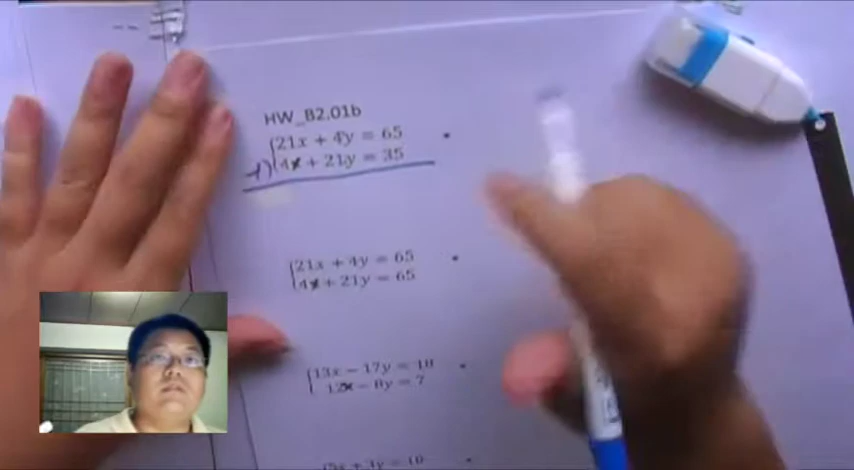 HW_B2.01b
21x + 4y = 65
+) 4x + 21y = 35
21x + 4y = 65
4x + 21y = 65
13x − 17y = 18
12x − 8y = 7